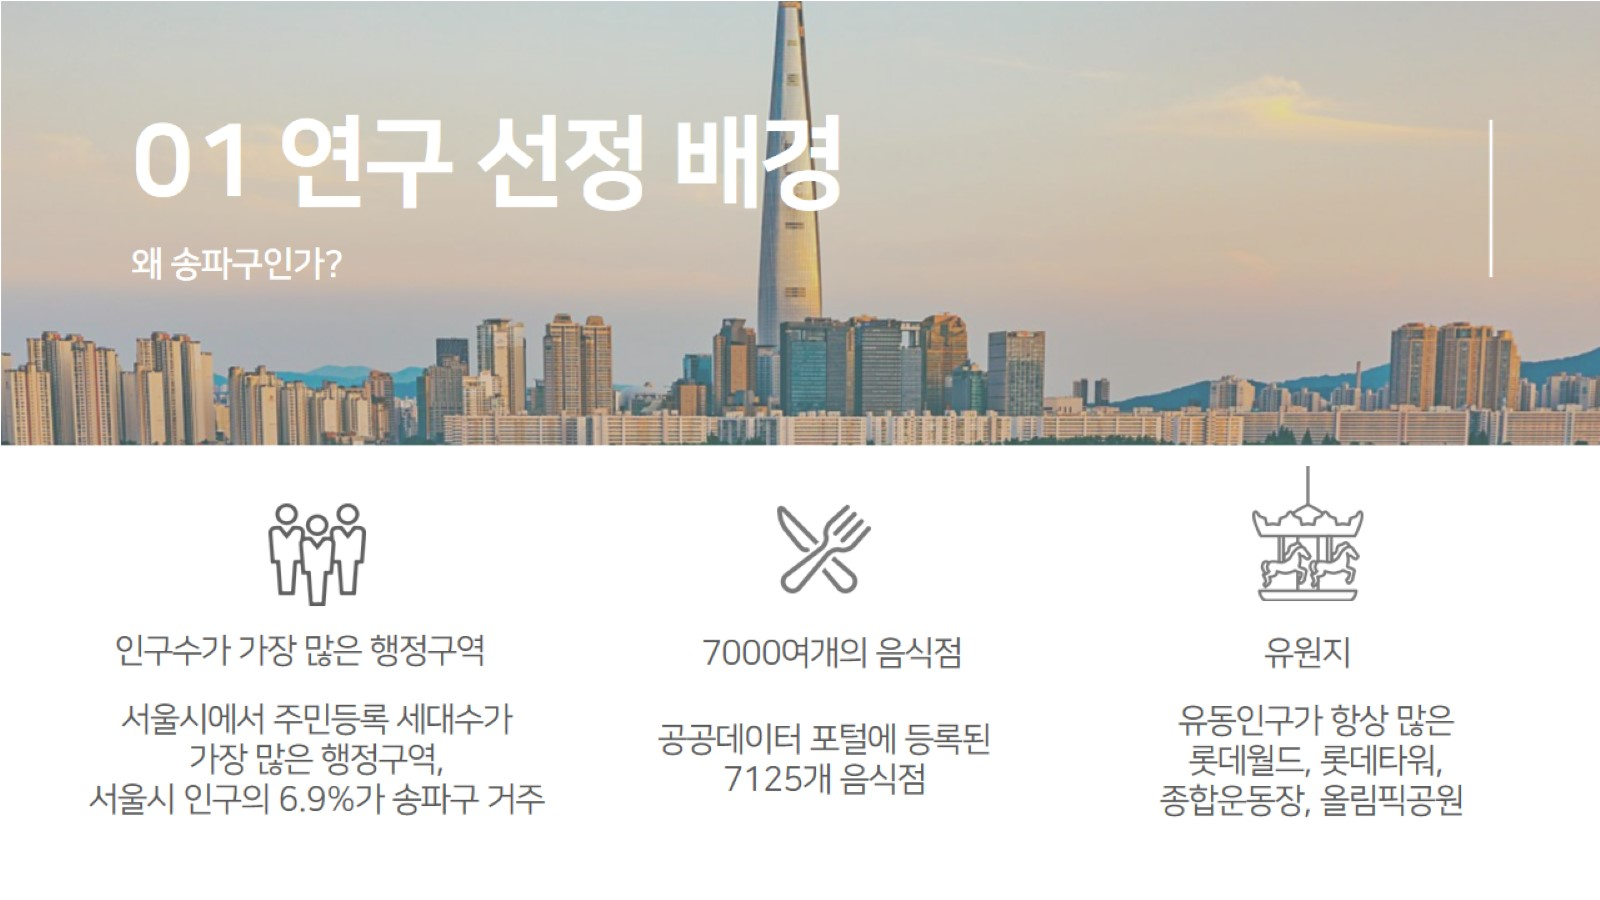 01 연구 선정 배경
왜 송파구인가?
인구수가 가장 많은 행정구역
서울시에서 주민등록 세대수가
가장 많은 행정구역,
서울시 인구의 6.9%가 송파구 거주
7000여개의 음식점
공공데이터 포털에 등록된
7125개 음식점
유원지
유동인구가 항상 많은
롯데월드, 롯데타워,
종합운동장, 올림픽공원